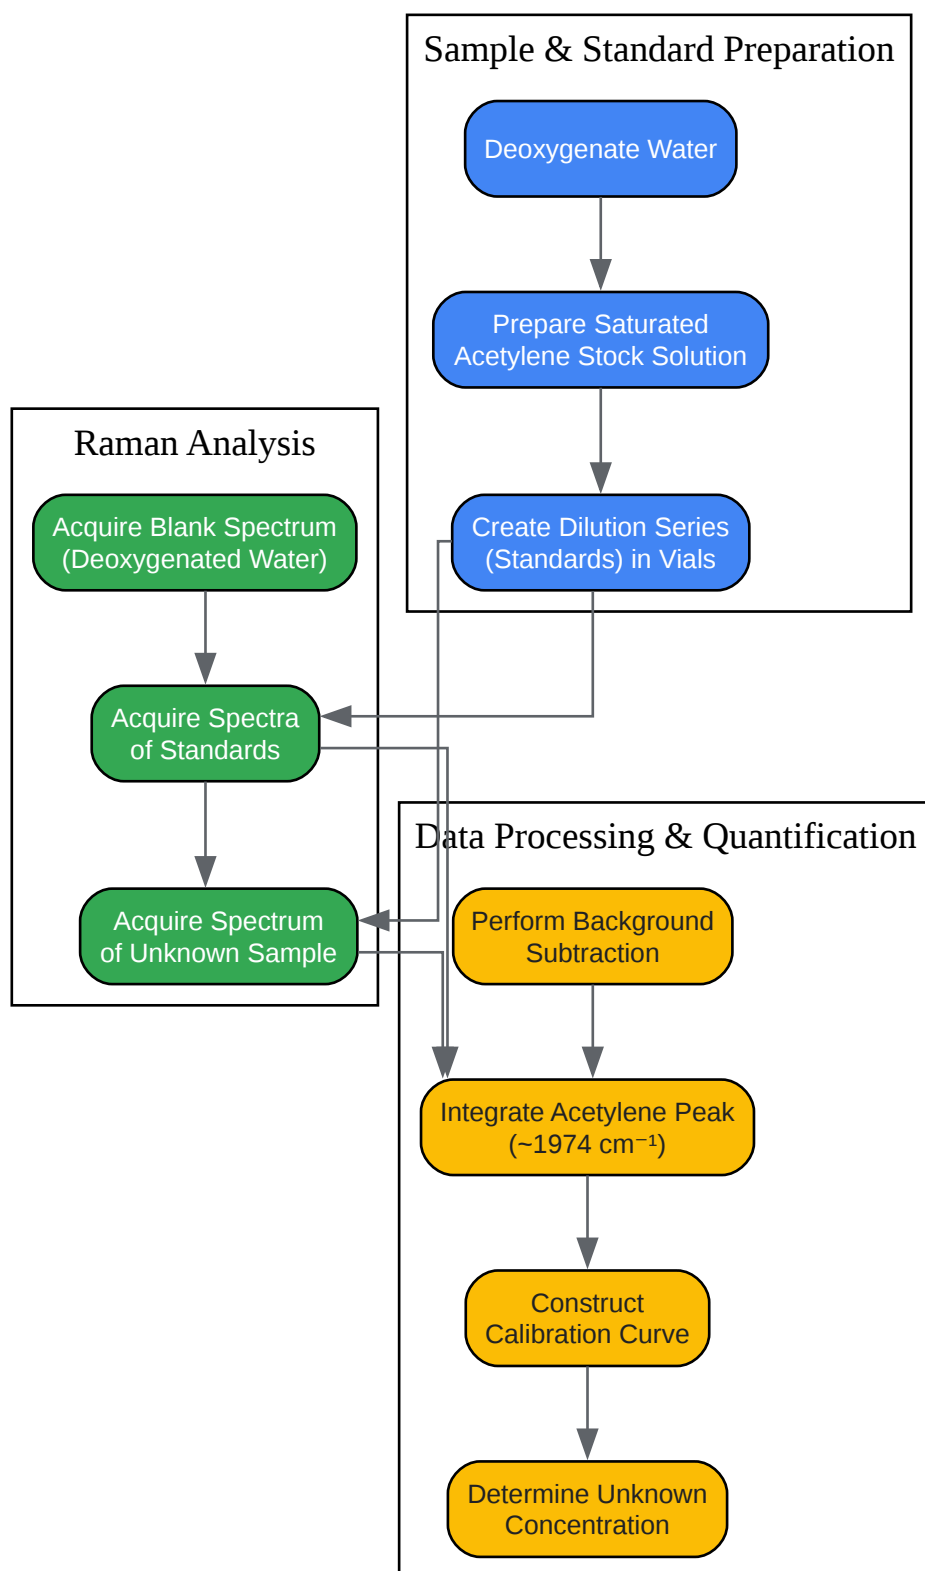 Sample & Standard Preparation
Deoxygenate Water
Prepare Saturated
Acetylene Stock Solution
Create Dilution Series
(Standards) in Vials
Raman Analysis
Acquire Blank Spectrum
(Deoxygenated Water)
Acquire Spectra
of Standards
Acquire Spectrum
of Unknown Sample
Data Processing & Quantification
Perform Background
Subtraction
Integrate Acetylene Peak
(~1974 cm⁻¹)
Construct
Calibration Curve
Determine Unknown
Concentration